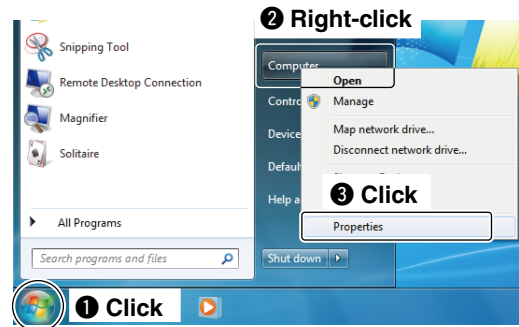 ❷ Right-click
Snipping Tool
Remote Desktop Connection
Magnifier
Solitaire
All Programs
Search programs and files
Computer
Contro
Device
Defaul
Help a
Shut down
Open
Manage
Map network drive...
Disconnect network drive...
❸ Click
Properties
❶ Click